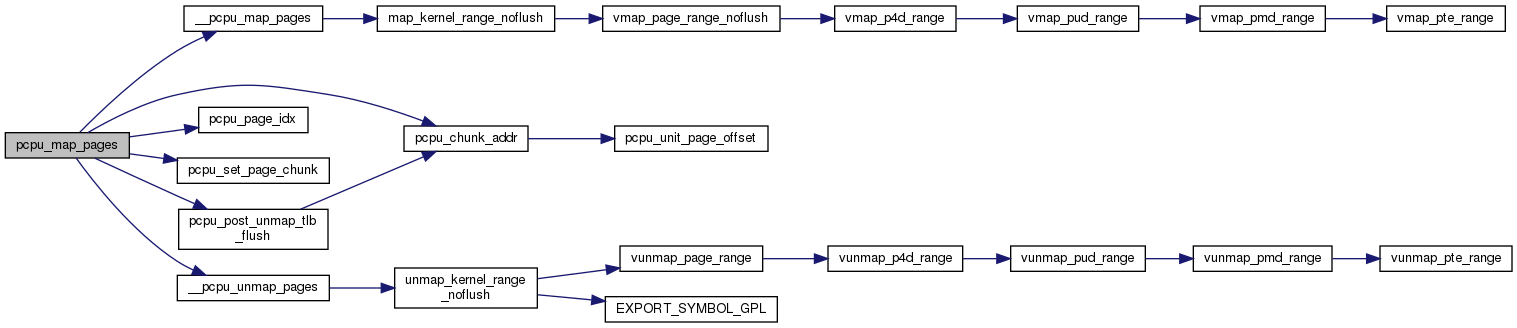 __pcpu_map_pages
map_kernel_range_noflush
vmap_page_range_noflush
vmap_p4d_range
vmap_pud_range
vmap_pmd_range
vmap_pte_range
pcpu_page_idx
pcpu_chunk_addr
pcpu_unit_page_offset
pcpu_map_pages
pcpu_set_page_chunk
pcpu_post_unmap_tlb
_flush
__pcpu_unmap_pages
unmap_kernel_range
_noflush
vunmap_page_range
vunmap_p4d_range
vunmap_pud_range
vunmap_pmd_range
vunmap_pte_range
EXPORT_SYMBOL_GPL